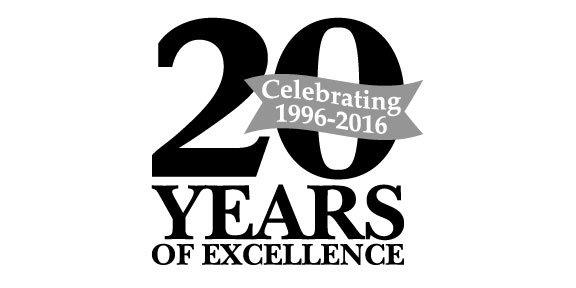 20
Celebrating
1996-2016
YEARS
OF EXCELLENCE